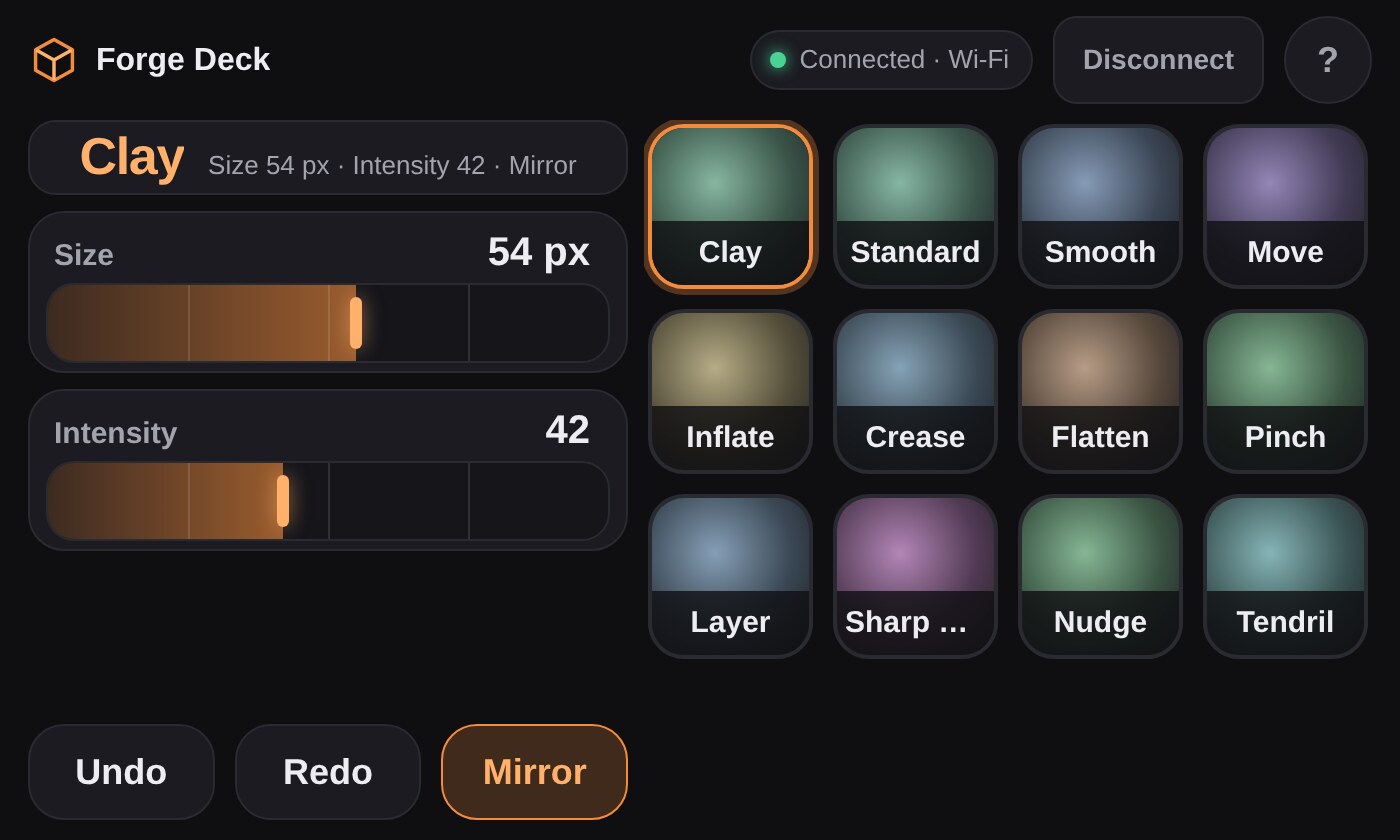 Forge Deck
Connected · Wi-Fi
Disconnect
?
Clay
Size 54 px · Intensity 42 · Mirror
Size
54 px
Intensity
42
Clay
Standard
Smooth
Move
Inflate
Crease
Flatten
Pinch
Layer
Sharp …
Nudge
Tendril
Undo
Redo
Mirror